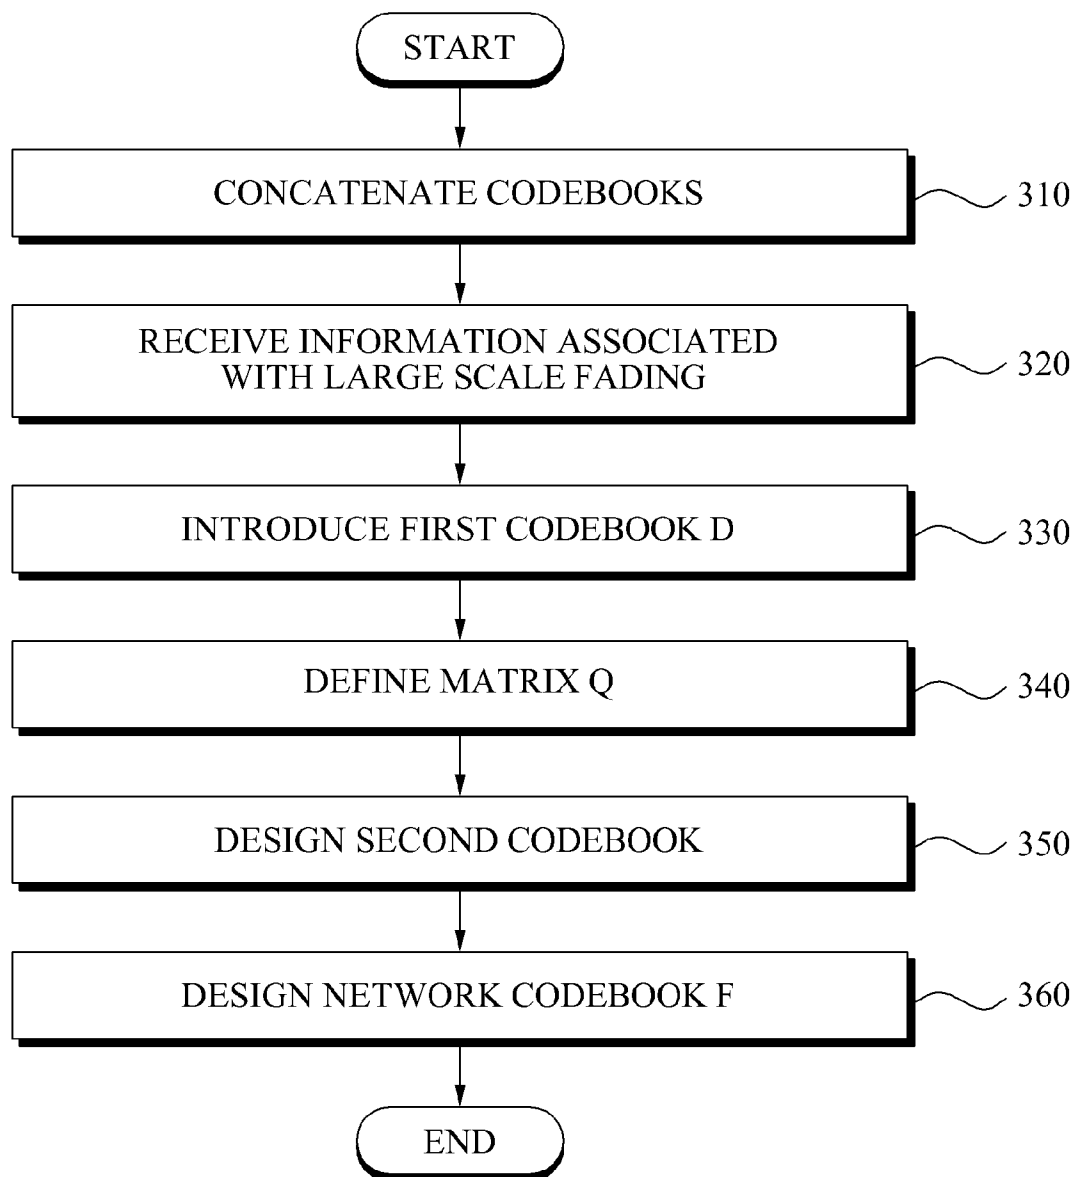 START
CONCATENATE CODEBOOKS
310
RECEIVE INFORMATION ASSOCIATED
WITH LARGE SCALE FADING
320
INTRODUCE FIRST CODEBOOK D
330
DEFINE MATRIX Q
340
DESIGN SECOND CODEBOOK
350
DESIGN NETWORK CODEBOOK F
360
END